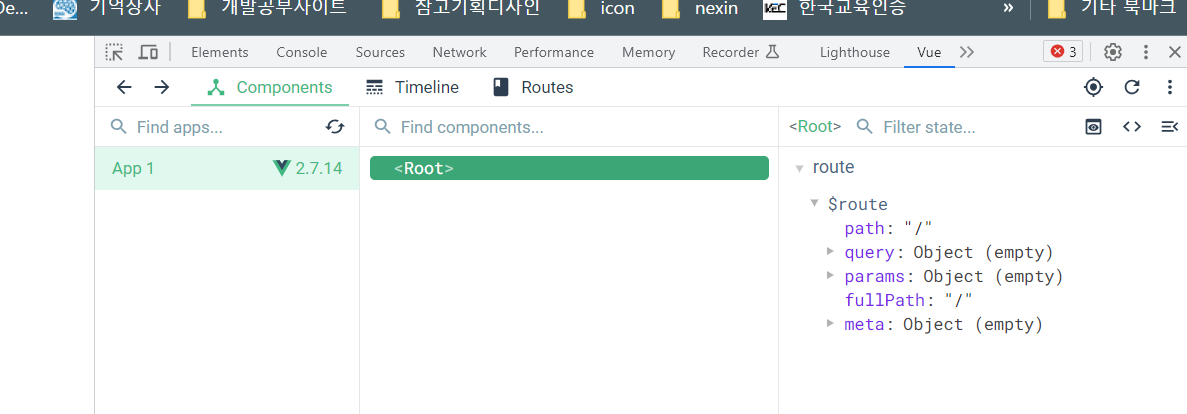 De... 기억상사 개발공부사이트 참고기획디자인 icon nexin KEC 한국교육인증 » 기타 북마크
Elements Console Sources Network Performance Memory Recorder Lighthouse Vue 3
Components Timeline Routes
Find apps... Find components... <Root> Filter state...
App 1 2.7.14 <Root> route
$route
path: "/"
query: Object (empty)
params: Object (empty)
fullPath: "/"
meta: Object (empty)